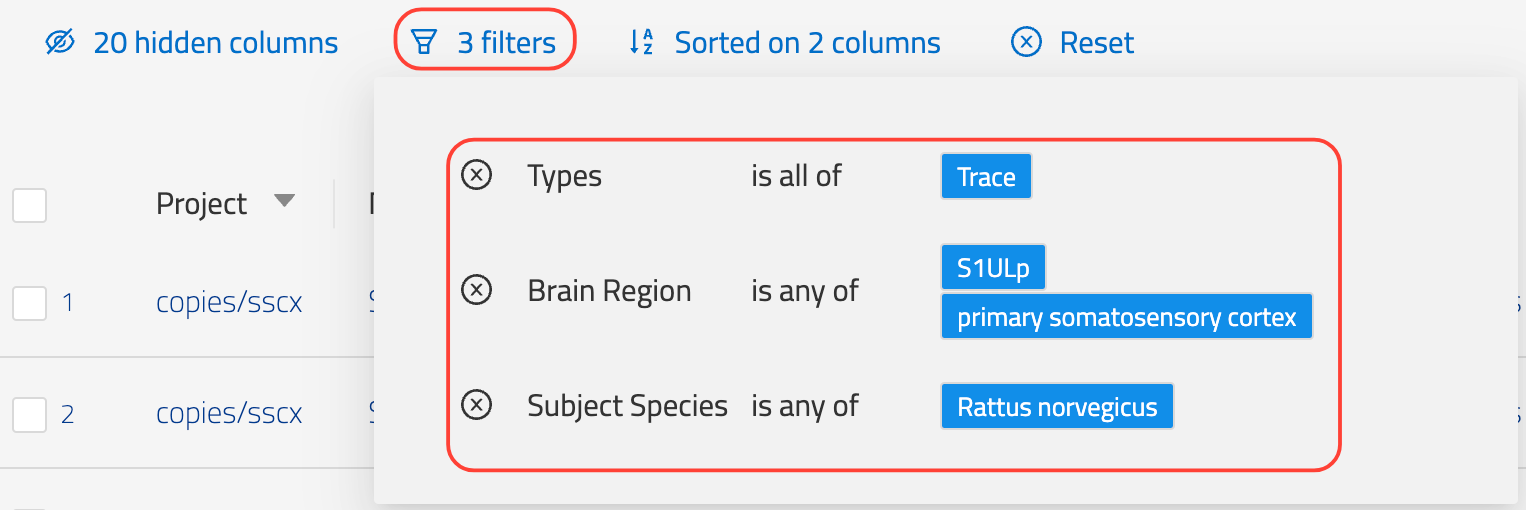 20 hidden columns 3 filters Sorted on 2 columns Reset
Types is all of Trace
Project
S1ULp
Brain Region is any of
1 copies/sscx
primary somatosensory cortex
Subject Species is any of Rattus norvegicus
2 copies/sscx